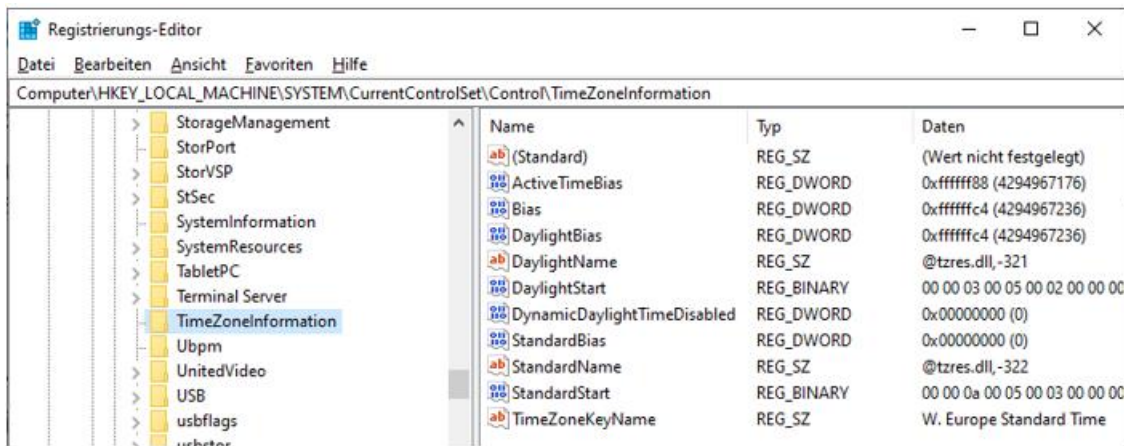 Registrierungs-Editor
Datei Bearbeiten Ansicht Favoriten Hilfe
Computer\HKEY_LOCAL_MACHINE\SYSTEM\CurrentControlSet\Control\TimeZoneInformation
StorageManagement
StorPort
StorVSP
StSec
SystemInformation
SystemResources
TabletPC
Terminal Server
TimeZoneInformation
Ubpm
UnitedVideo
USB
usbflags
usbstor
Name Typ Daten
(Standard) REG_SZ (Wert nicht festgelegt)
ActiveTimeBias REG_DWORD 0xffffff88 (4294967176)
Bias REG_DWORD 0xffffffc4 (4294967236)
DaylightBias REG_DWORD 0xffffffc4 (4294967236)
DaylightName REG_SZ @tzres.dll,-321
DaylightStart REG_BINARY 00 00 03 00 05 00 02 00 00 00
DynamicDaylightTimeDisabled REG_DWORD 0x00000000 (0)
StandardBias REG_DWORD 0x00000000 (0)
StandardName REG_SZ @tzres.dll,-322
StandardStart REG_BINARY 00 00 0a 00 05 00 03 00 00 00
TimeZoneKeyName REG_SZ W. Europe Standard Time